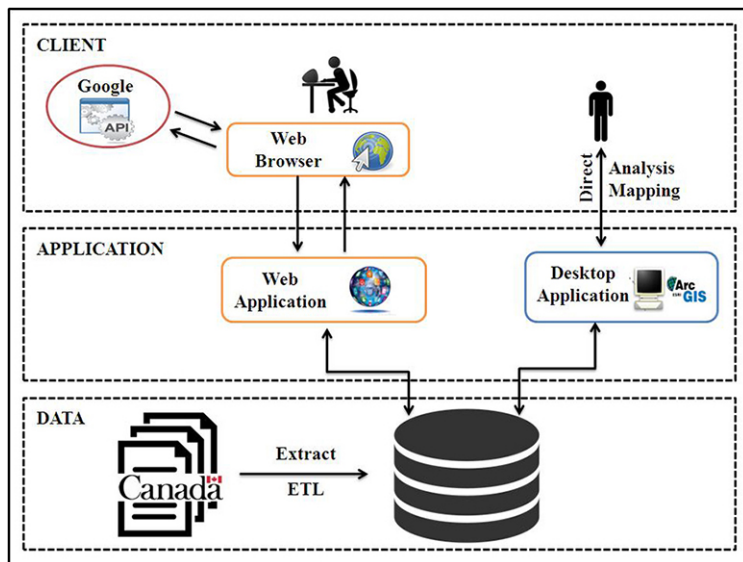 CLIENT
Google
API
Web
Browser
Direct
Analysis
Mapping
APPLICATION
Web
Application
Desktop
Application
Arc
ESRI
GIS
DATA
Canada
Extract
ETL